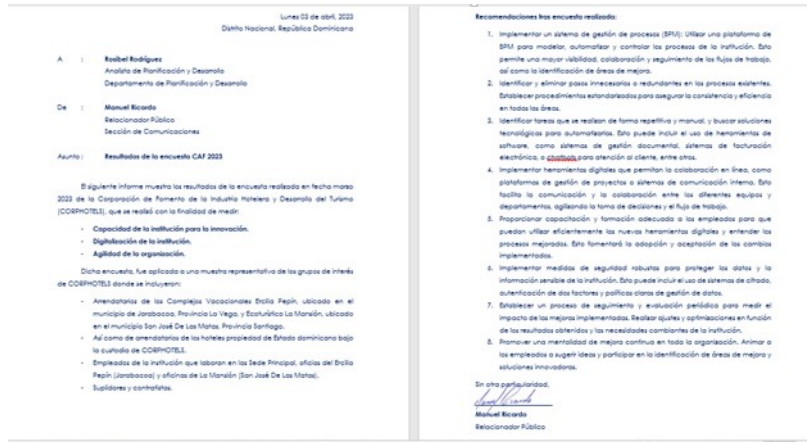 Lunes 03 de abril, 2023
Distrito Nacional, República Dominicana
A : Rosibel Rodríguez
Analista de Planificación y Desarrollo
Departamento de Planificación y Desarrollo
De : Manuel Ricardo
Relacionador Público
Sección de Comunicaciones
Asunto : Resultados de la encuesta CAF 2023
El siguiente informe muestra los resultados de la encuesta realizada en fecha marzo
2023 de la Corporación de Fomento de la Industria Hotelera y Desarrollo del Turismo
(CORPHOTELS), que se realizó con la finalidad de medir:
- Capacidad de la institución para la innovación.
- Digitalización de la institución.
- Agilidad de la organización.
Dicha encuesta, fue aplicada a una muestra representativa de los grupos de interés
de CORPHOTELS donde se incluyeron:
- Arrendatarios de los Complejos Vacacionales Ercilia Pepín, ubicado en el
municipio de Jarabacoa, Provincia La Vega, y Ecoturística La Mansión, ubicado
en el municipio San José De Las Matas, Provincia Santiago.
- Así como de arrendatarios de los hoteles propiedad de Estado dominicano bajo
la custodia de CORPHOTELS.
- Empleados de la institución que laboran en las Sede Principal, oficias del Ercilia
Pepín (Jarabacoa) y oficinas de La Mansión (San José De Las Matas).
- Suplidores y contratistas.
Recomendaciones tras encuesta realizada:
1. Implementar un sistema de gestión de procesos (BPM): Utilizar una plataforma de
BPM para modelar, automatizar y controlar los procesos de la institución. Esto
permite una mayor visibilidad, colaboración y seguimiento de los flujos de trabajo,
así como la identificación de áreas de mejora.
2. Identificar y eliminar pasos innecesarios o redundantes en los procesos existentes.
Establecer procedimientos estandarizados para asegurar la consistencia y eficiencia
en todas las áreas.
3. Identificar tareas que se realizan de forma repetitiva y manual, y buscar soluciones
tecnológicas para automatizarlas. Esto puede incluir el uso de herramientas de
software, como sistemas de gestión documental, sistemas de facturación
electrónica, o chatbots para atención al cliente, entre otros.
4. Implementar herramientas digitales que permitan la colaboración en línea, como
plataformas de gestión de proyectos o sistemas de comunicación interna. Esto
facilita la comunicación y la colaboración entre los diferentes equipos y
departamentos, agilizando la toma de decisiones y el flujo de trabajo.
5. Proporcionar capacitación y formación adecuada a los empleados para que
puedan utilizar eficientemente las nuevas herramientas digitales y entender los
procesos mejorados. Esto fomentará la adopción y aceptación de los cambios
implementados.
6. Implementar medidas de seguridad robustas para proteger los datos y la
información sensible de la institución. Esto puede incluir el uso de sistemas de cifrado,
autenticación de dos factores y políticas claras de gestión de datos.
7. Establecer un proceso de seguimiento y evaluación periódica para medir el
impacto de las mejoras implementadas. Realizar ajustes y optimizaciones en función
de los resultados obtenidos y las necesidades cambiantes de la institución.
8. Promover una mentalidad de mejora continua en toda la organización. Animar a
los empleados a sugerir ideas y participar en la identificación de áreas de mejora y
soluciones innovadoras.
Sin otra particularidad,
Manuel Ricardo
Relacionador Público